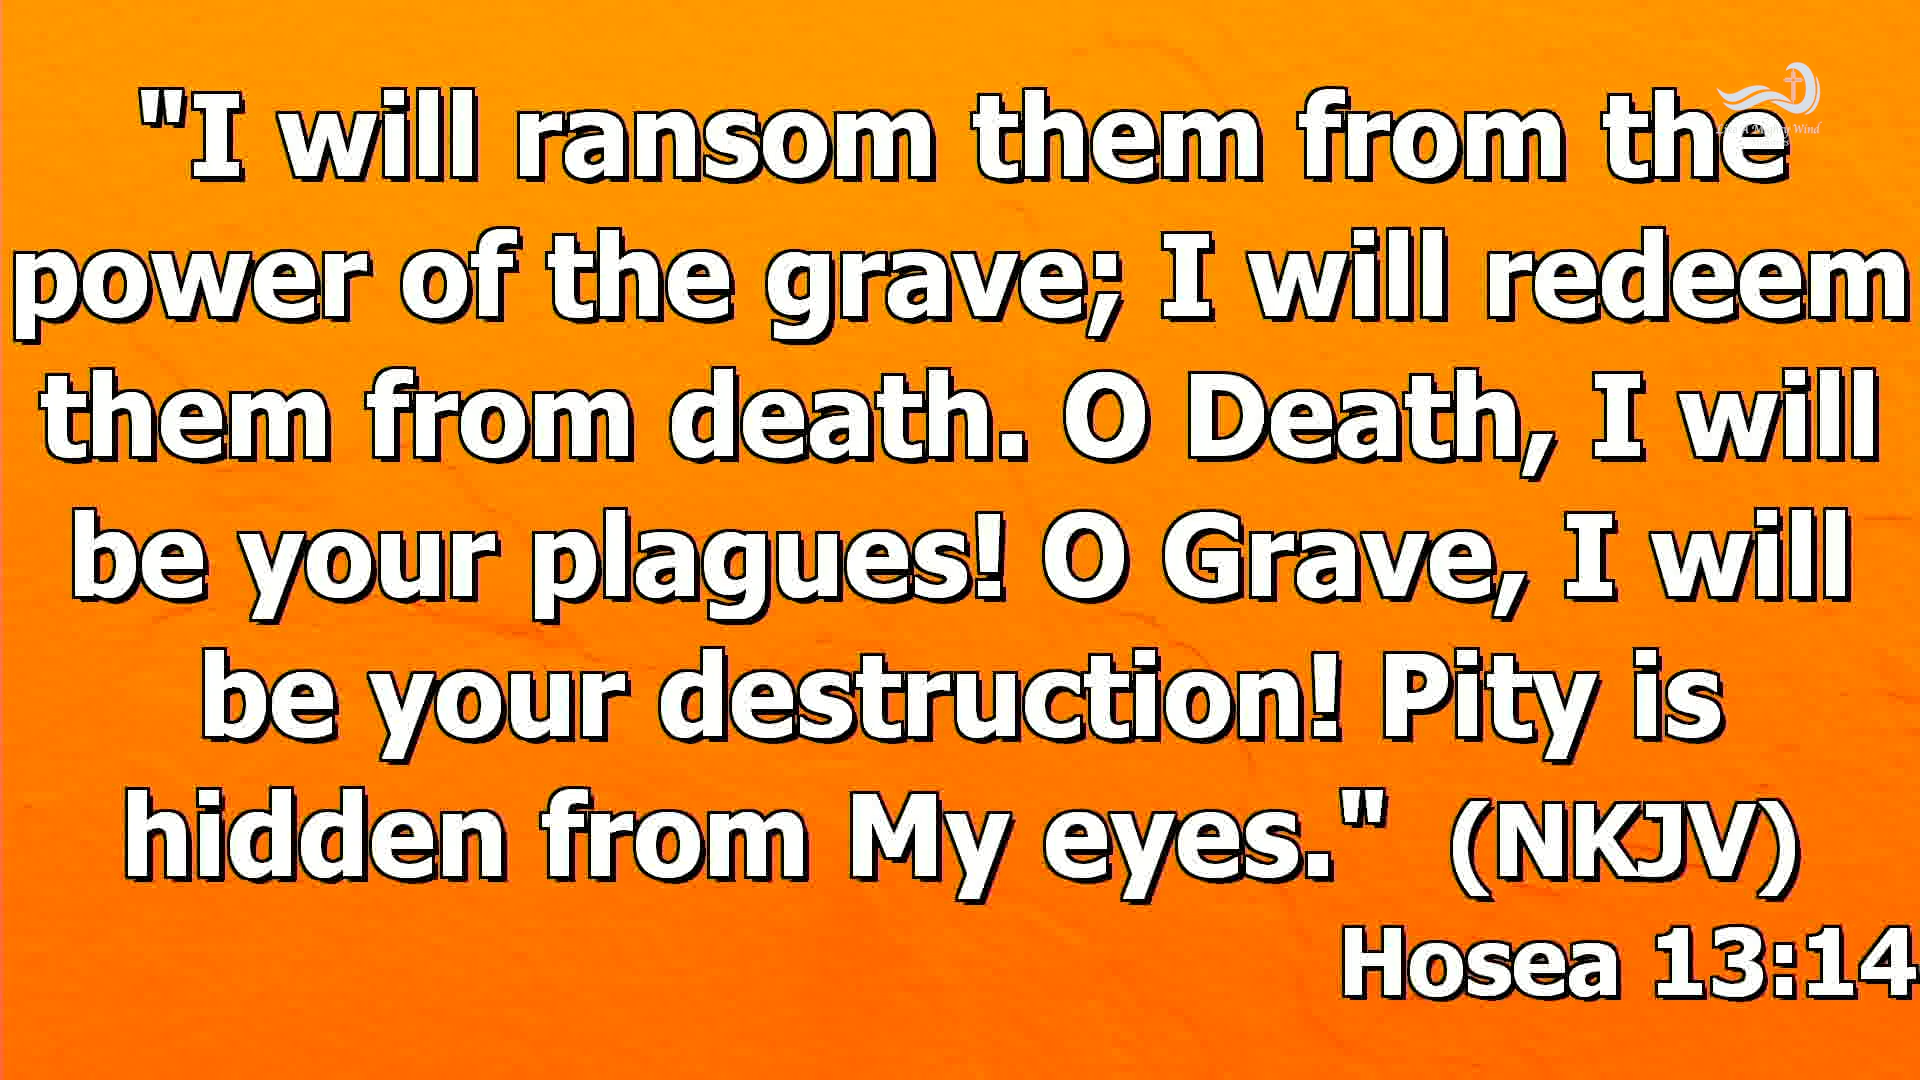 "I will ransom them from the
power of the grave; I will redeem
them from death. O Death, I will
be your plagues! O Grave, I will
be your destruction! Pity is
hidden from My eyes." (NKJV)
Hosea 13:14
Wind